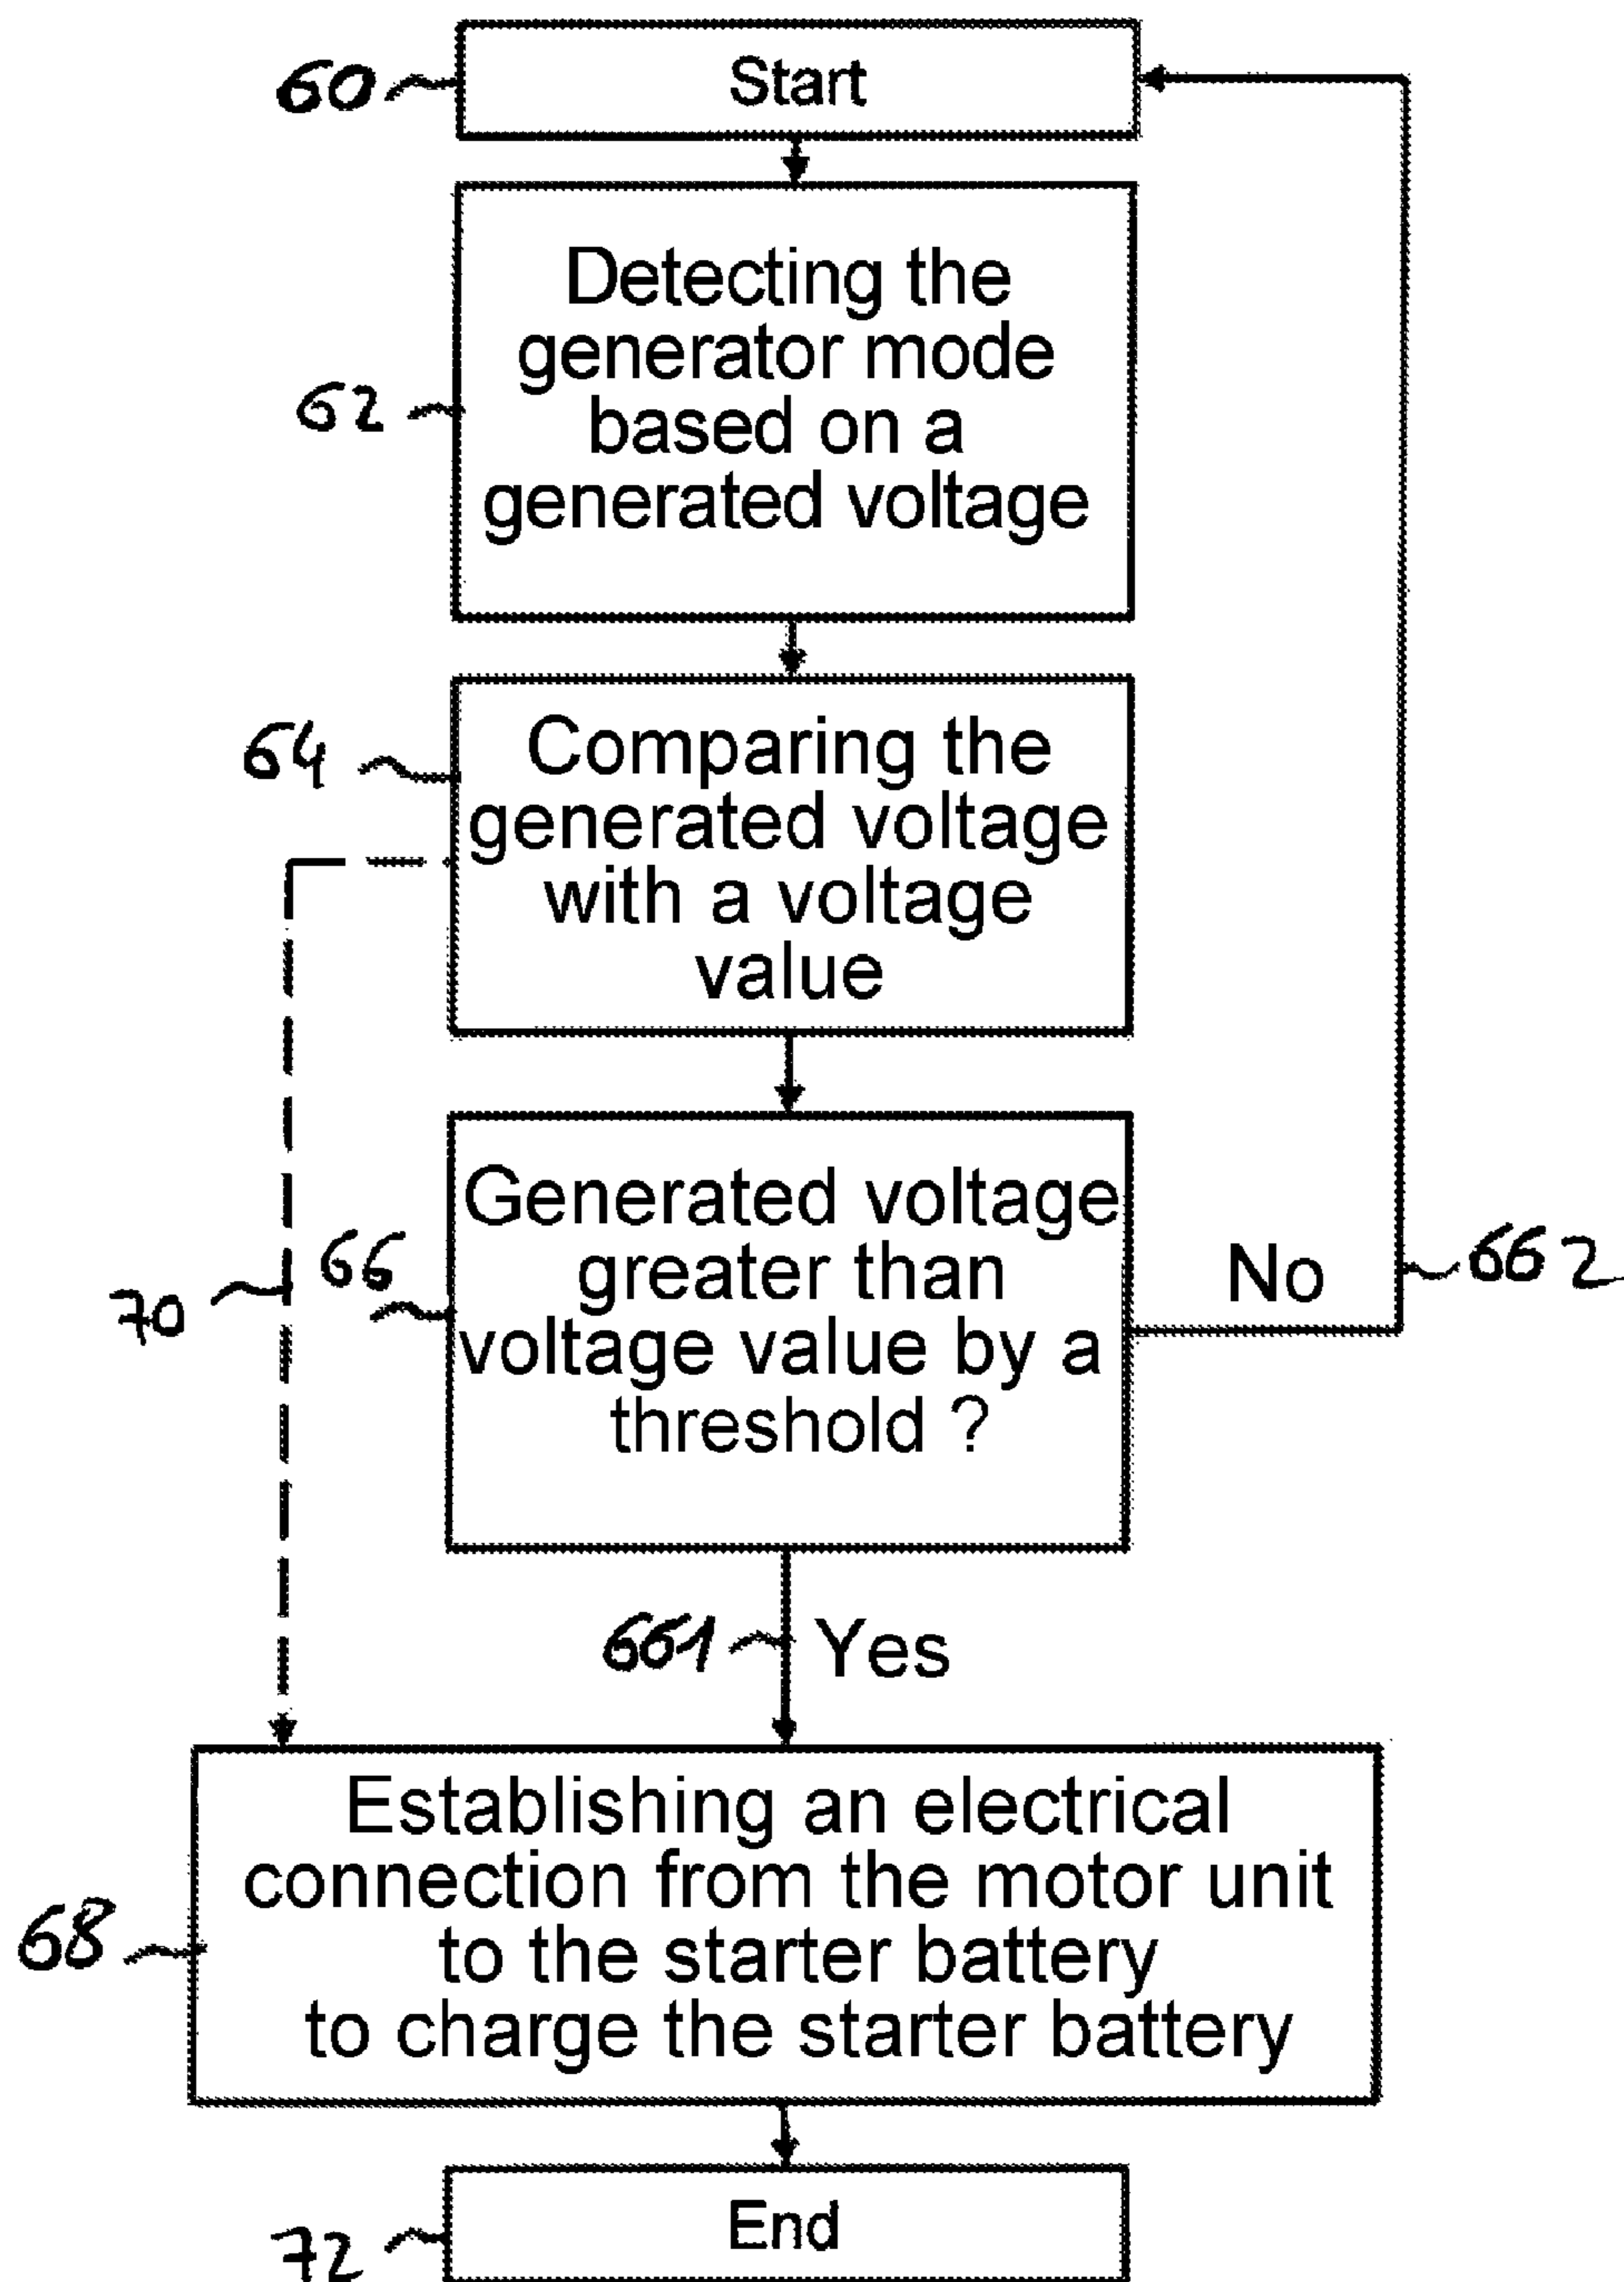 60
Start
62
Detecting the
generator mode
based on a
generated voltage
64
Comparing the
generated voltage
with a voltage
value
66
Generated voltage
greater than
voltage value by a
threshold ?
No
662
70
661
Yes
68
Establishing an electrical
connection from the motor unit
to the starter battery
to charge the starter battery
72
End